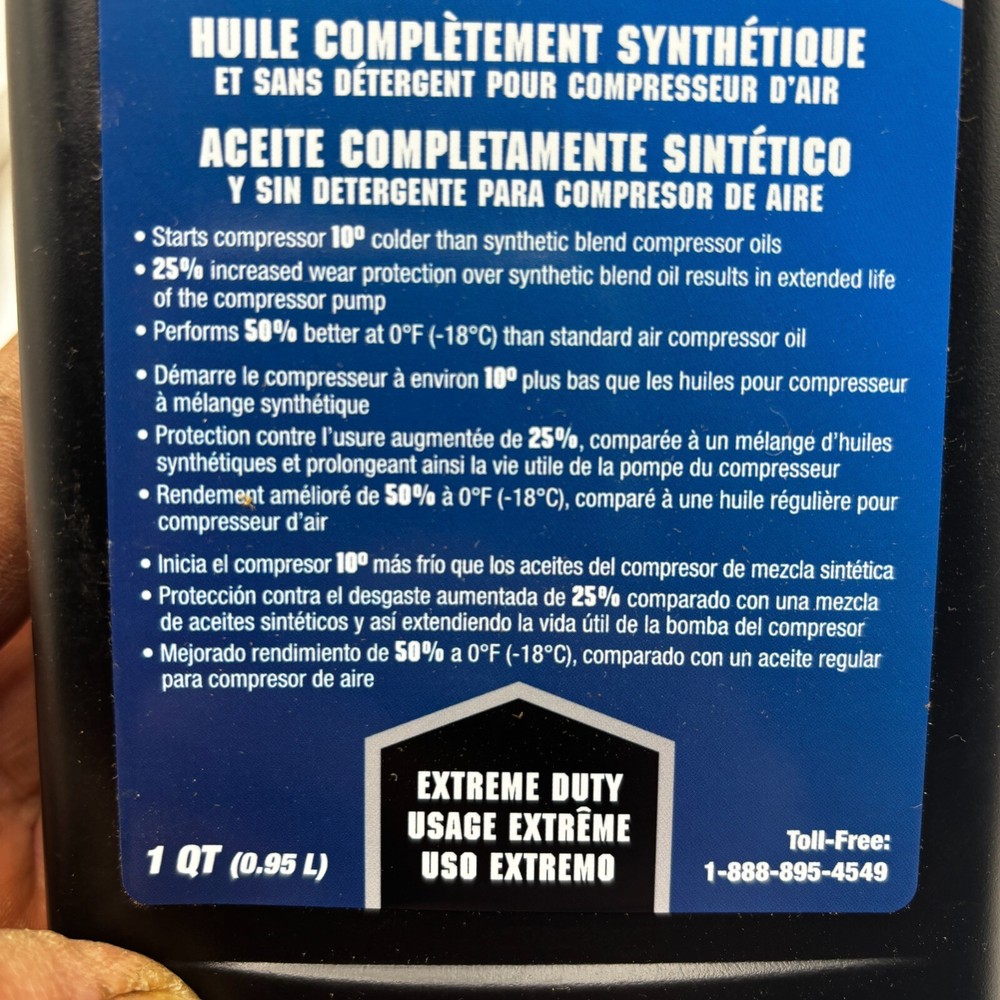 HUILE COMPLÈTEMENT SYNTHÉTIQUE
ET SANS DÉTERGENT POUR COMPRESSEUR D'AIR
ACEITE COMPLETAMENTE SINTÉTICO
Y SIN DETERGENTE PARA COMPRESOR DE AIRE
• Starts compressor 10º colder than synthetic blend compressor oils
• 25% increased wear protection over synthetic blend oil results in extended life
of the compressor pump
• Performs 50% better at 0°F (-18°C) than standard air compressor oil
• Démarre le compresseur à environ 10º plus bas que les huiles pour compresseur
à mélange synthétique
• Protection contre l'usure augmentée de 25%, comparée à un mélange d'huiles
synthétiques et prolongeant ainsi la vie utile de la pompe du compresseur
• Rendement amélioré de 50% à 0°F (-18°C), comparé à une huile régulière pour
compresseur d'air
• Inicia el compresor 10º más frío que los aceites del compresor de mezcla sintética
• Protección contra el desgaste aumentada de 25% comparado con una mezcla
de aceites sintéticos y así extendiendo la vida útil de la bomba del compresor
• Mejorado rendimiento de 50% a 0°F (-18°C), comparado con un aceite regular
para compresor de aire
EXTREME DUTY
USAGE EXTRÊME
USO EXTREMO
1 QT (0.95 L)
Toll-Free:
1-888-895-4549